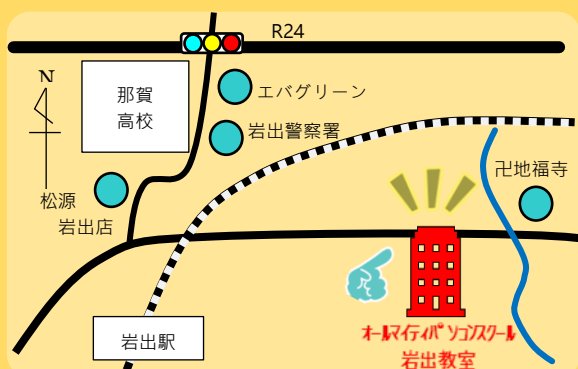 R24
N
那賀
高校
エバグリーン
岩出警察署
卍地福寺
松源
岩出店
岩出駅
オールマイティパソコンスクール
岩出教室